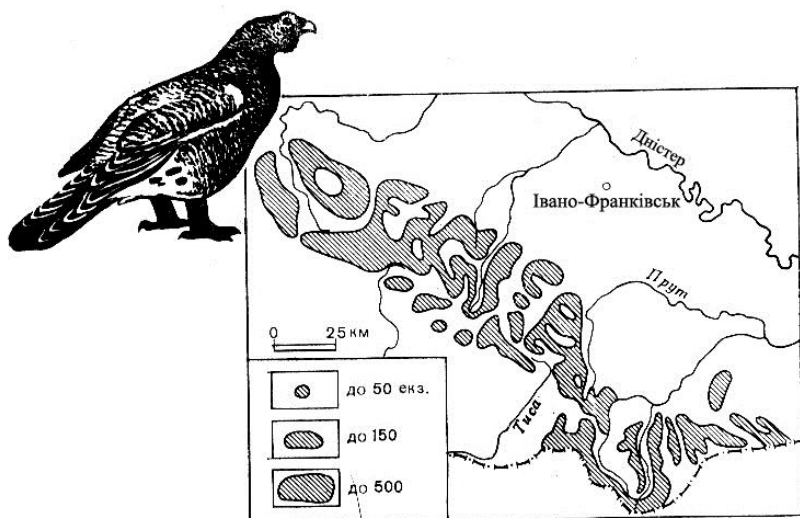 Дністер
Івано-Франківськ
Прут
0 25 км
Тиса
до 50 екз.
до 150
до 500